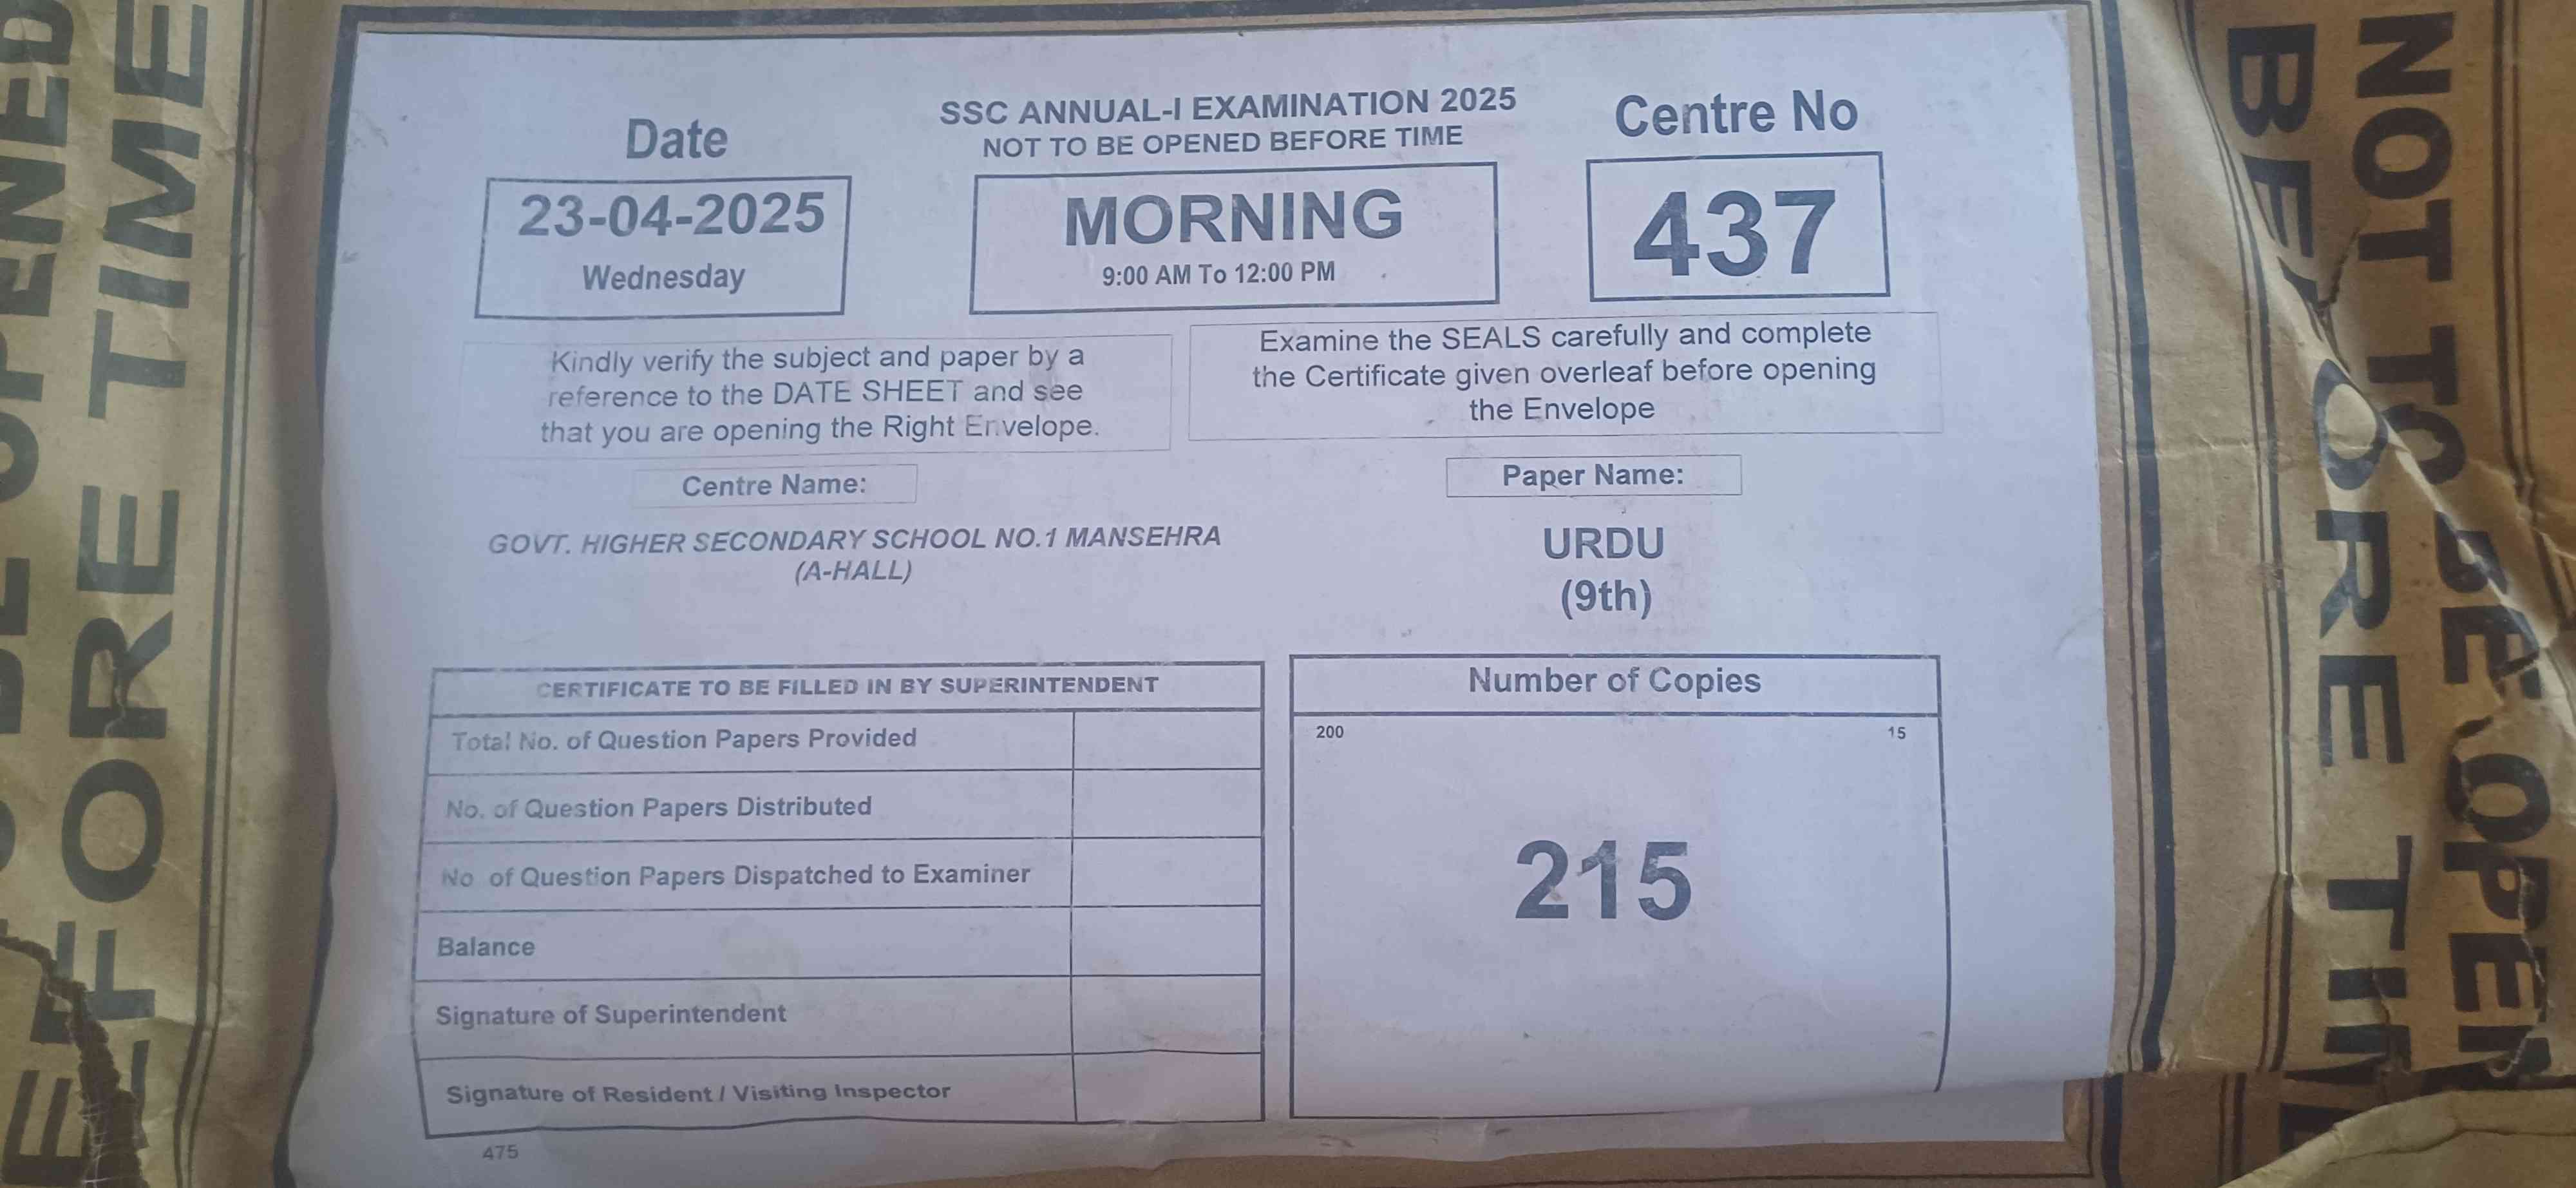 SSC ANNUAL-I EXAMINATION 2025
NOT TO BE OPENED BEFORE TIME
Date
23-04-2025
Wednesday
MORNING
9:00 AM To 12:00 PM
Centre No
437
Kindly verify the subject and paper by a
reference to the DATE SHEET and see
that you are opening the Right Envelope.
Examine the SEALS carefully and complete
the Certificate given overleaf before opening
the Envelope
Centre Name:
GOVT. HIGHER SECONDARY SCHOOL NO.1 MANSEHRA
(A-HALL)
Paper Name:
URDU
(9th)
CERTIFICATE TO BE FILLED IN BY SUPERINTENDENT
Total No. of Question Papers Provided
No. of Question Papers Distributed
No of Question Papers Dispatched to Examiner
Balance
Signature of Superintendent
Signature of Resident / Visiting Inspector
475
Number of Copies
200 15
215
NOT TO BE OPEN
BEFORE TIME
BE OPENED
EFORE TIME